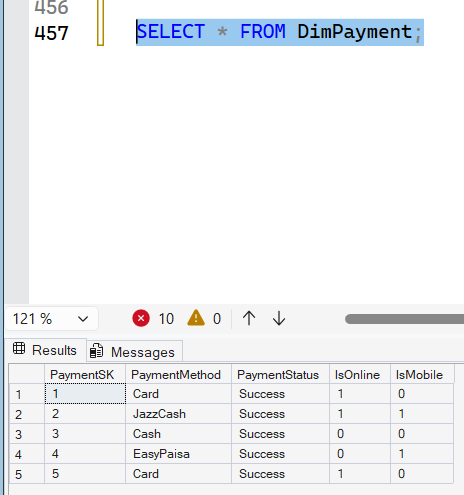 456
457 SELECT * FROM DimPayment;
121 % 10 0
Results Messages
PaymentSK PaymentMethod PaymentStatus IsOnline IsMobile
1 1 Card Success 1 0
2 2 JazzCash Success 1 1
3 3 Cash Success 0 0
4 4 EasyPaisa Success 0 1
5 5 Card Success 1 0